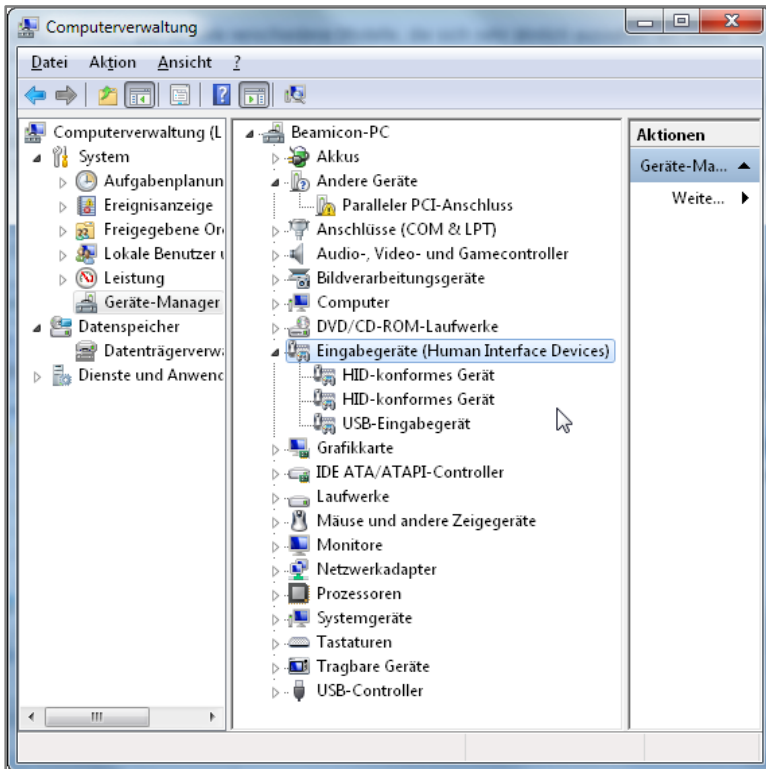 Computerverwaltung
Datei Aktion Ansicht ?
Computerverwaltung (L
System
Aufgabenplanun
Ereignisanzeige
Freigegebene Or
Lokale Benutzer u
Leistung
Geräte-Manager
Datenspeicher
Datenträgerverwa
Dienste und Anwend
Beamicon-PC
Akkus
Andere Geräte
Paralleler PCI-Anschluss
Anschlüsse (COM & LPT)
Audio-, Video- und Gamecontroller
Bildverarbeitungsgeräte
Computer
DVD/CD-ROM-Laufwerke
Eingabegeräte (Human Interface Devices)
HID-konformes Gerät
HID-konformes Gerät
USB-Eingabegerät
Grafikkarte
IDE ATA/ATAPI-Controller
Laufwerke
Mäuse und andere Zeigegeräte
Monitore
Netzwerkadapter
Prozessoren
Systemgeräte
Tastaturen
Tragbare Geräte
USB-Controller
Aktionen
Geräte-Ma...
Weite...